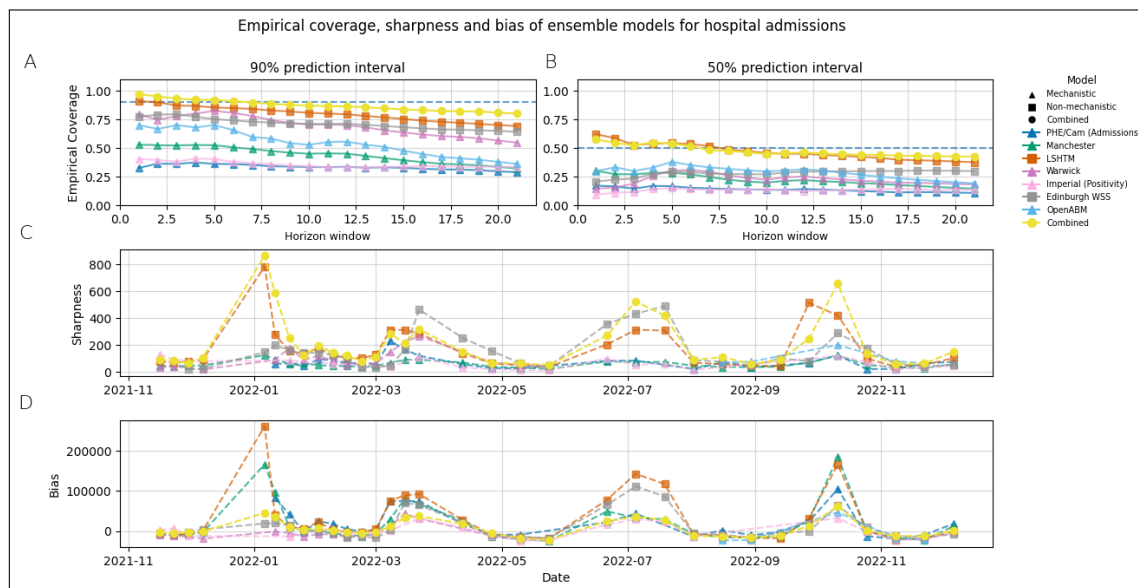 Empirical coverage, sharpness and bias of ensemble models for hospital admissions
A
B
90% prediction interval
50% prediction interval
Empirical Coverage
1.00
0.75
0.50
0.25
0.00
0.0 2.5 5.0 7.5 10.0 12.5 15.0 17.5 20.0
Horizon window
1.00
0.75
0.50
0.25
0.00
0.0 2.5 5.0 7.5 10.0 12.5 15.0 17.5 20.0
Horizon window
Model
Mechanistic
Non-mechanistic
Combined
PHE/Cam (Admissions)
Manchester
LSHTM
Warwick
Imperial (Positivity)
Edinburgh WSS
OpenABM
Combined
C
Sharpness
800
600
400
200
0
2021-11 2022-01 2022-03 2022-05 2022-07 2022-09 2022-11
D
Bias
200000
100000
0
2021-11 2022-01 2022-03 2022-05 2022-07 2022-09 2022-11
Date